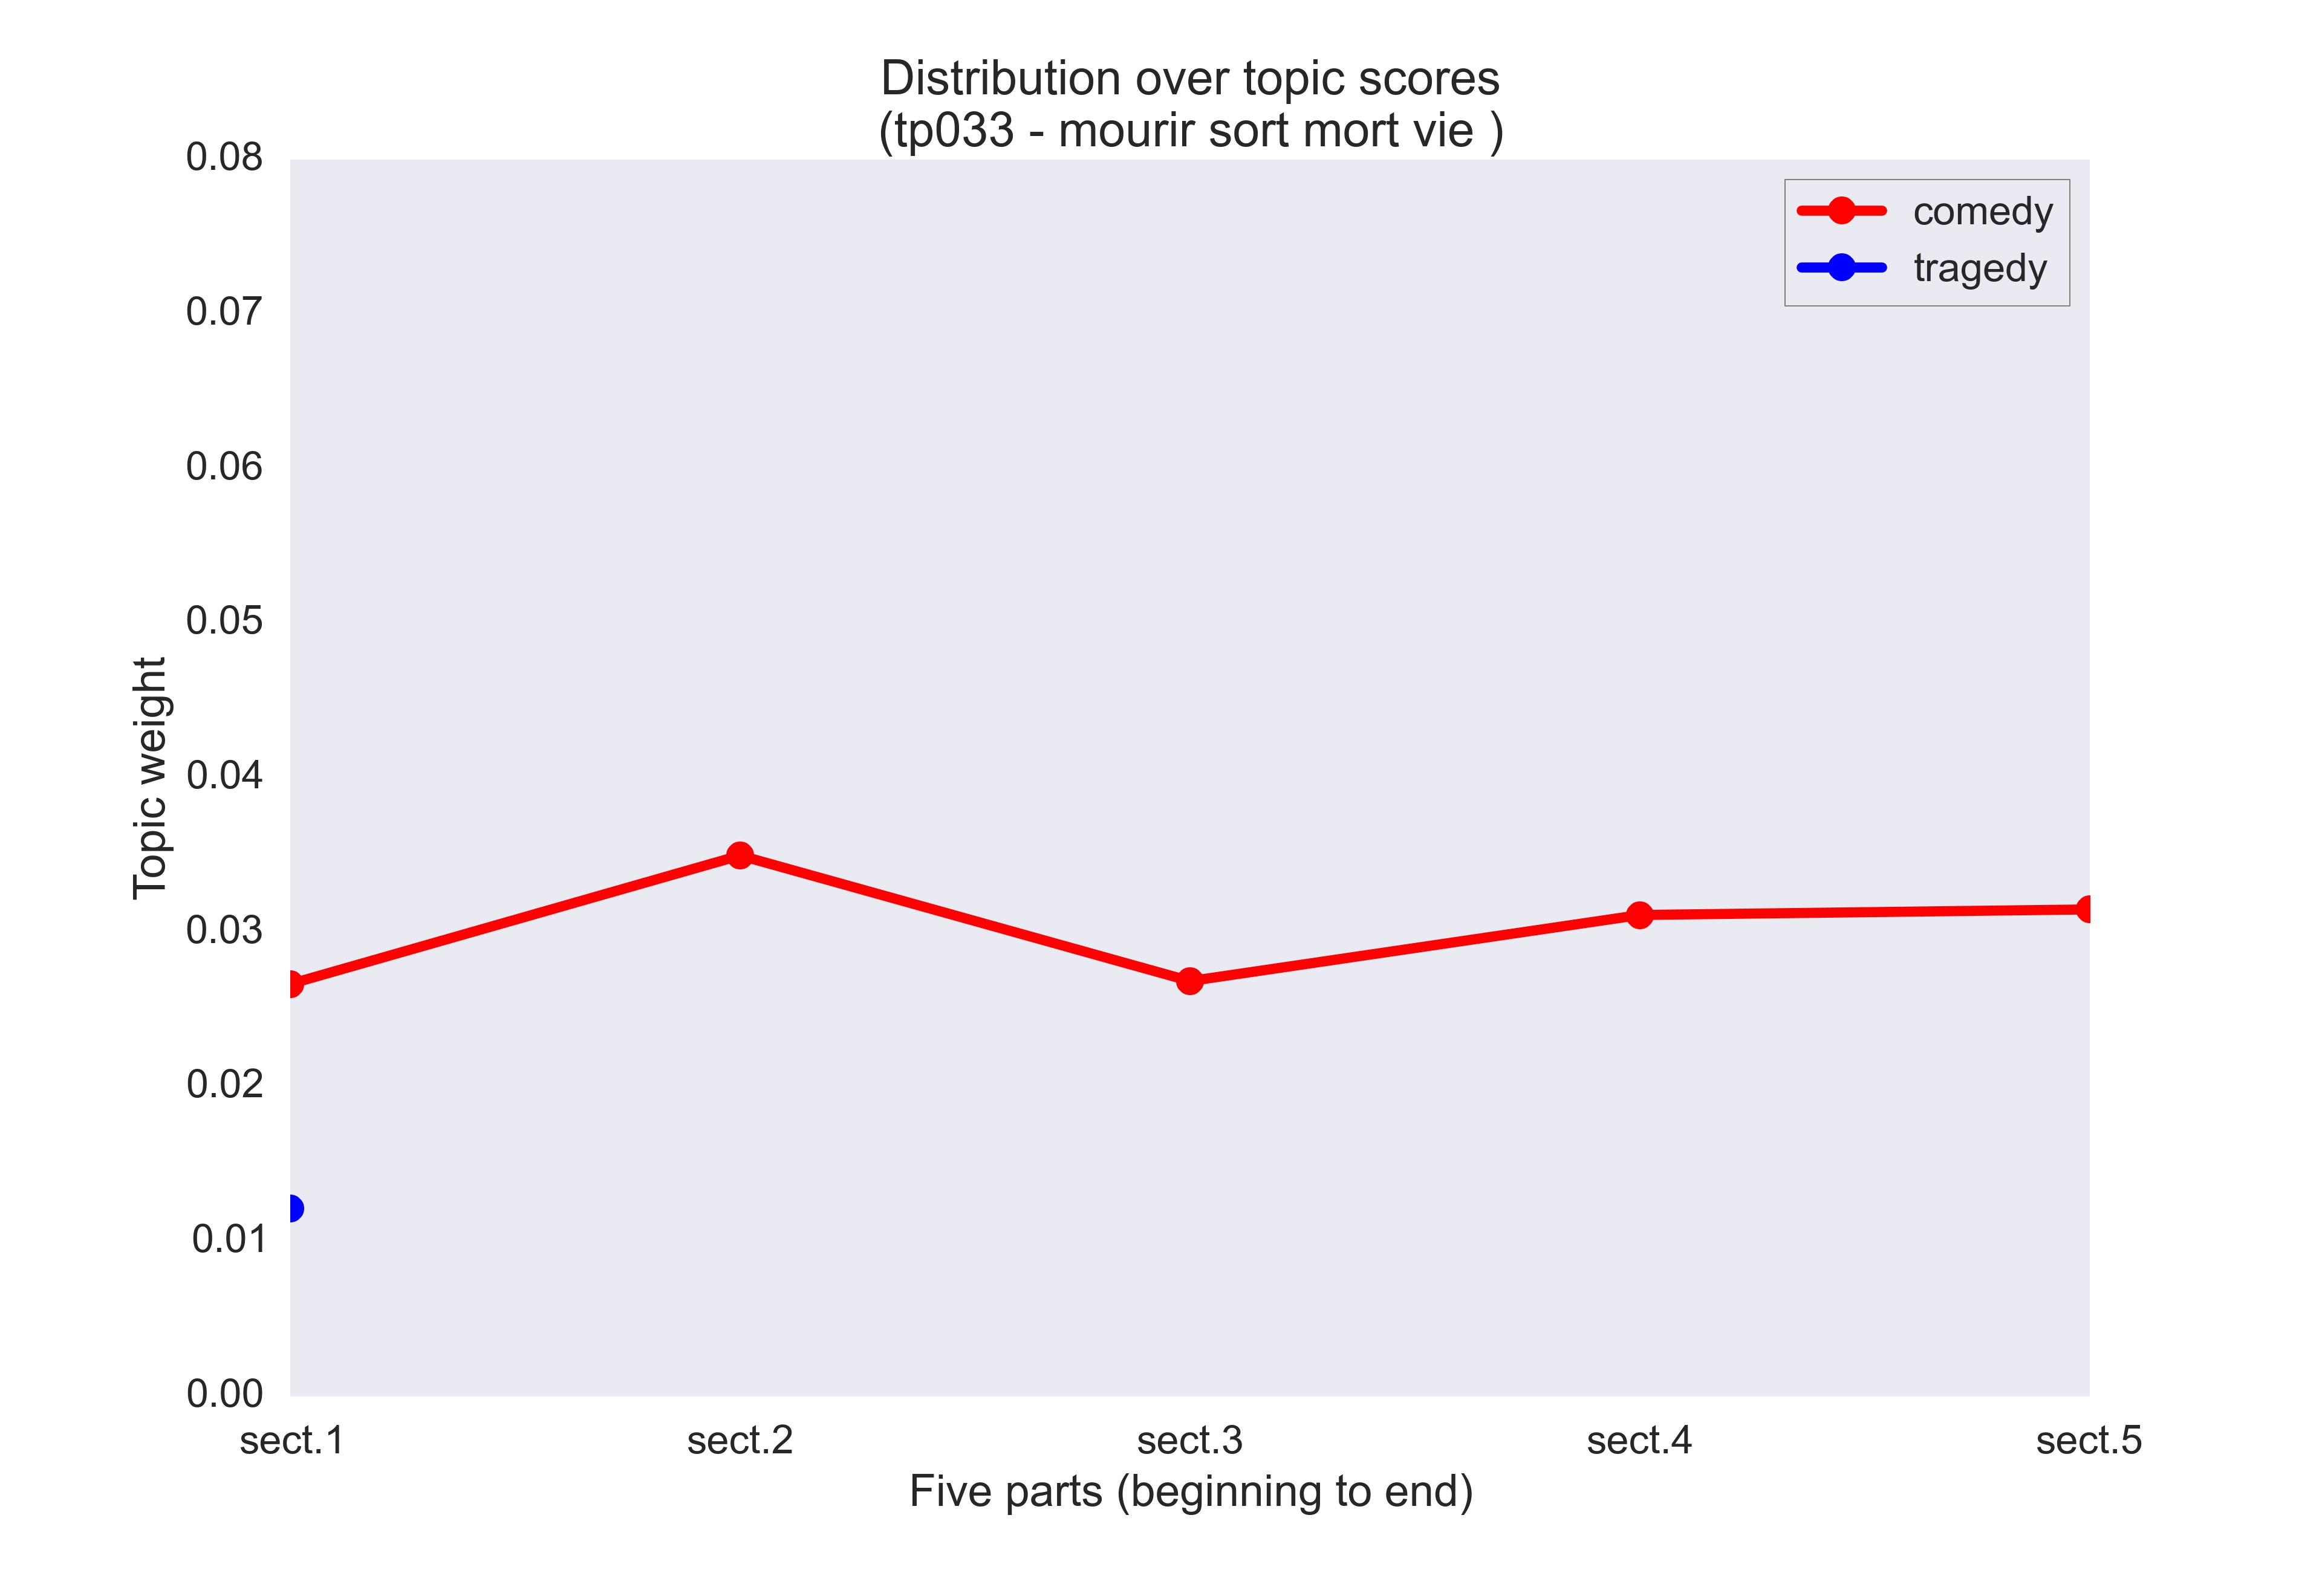 Distribution over topic scores
(tp033 - mourir sort mort vie )
0.08
0.07
0.06
0.05
0.04
0.03
0.02
0.01
0.00
Topic weight
comedy
tragedy
sect.1
sect.2
sect.3
sect.4
sect.5
Five parts (beginning to end)